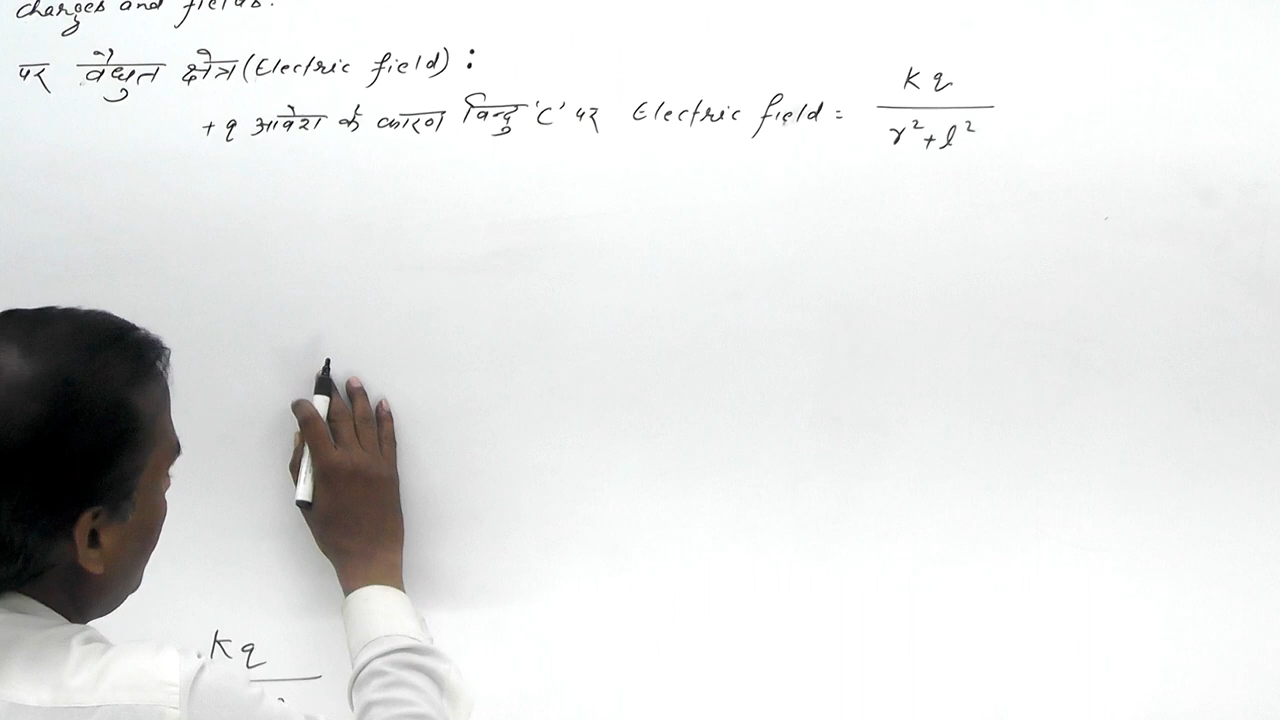 charges and fields.
पर वैधुत क्षेत्र (Electric field) :
+q आवेश के कारण विन्दु 'C' पर Electric field = Kq / r²+l²
Kq